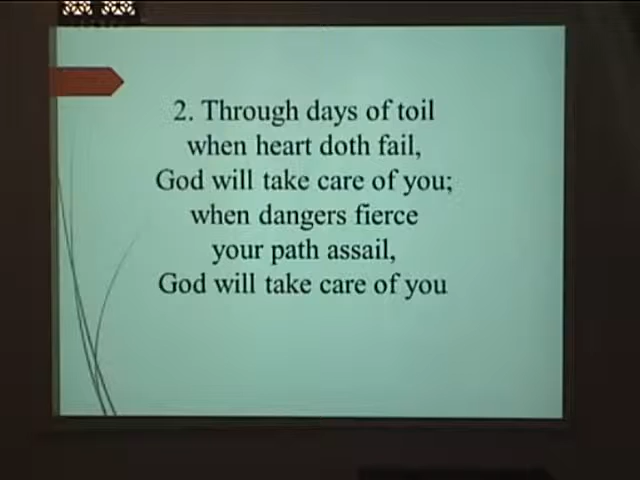 2. Through days of toil
when heart doth fail,
God will take care of you;
when dangers fierce
your path assail,
God will take care of you